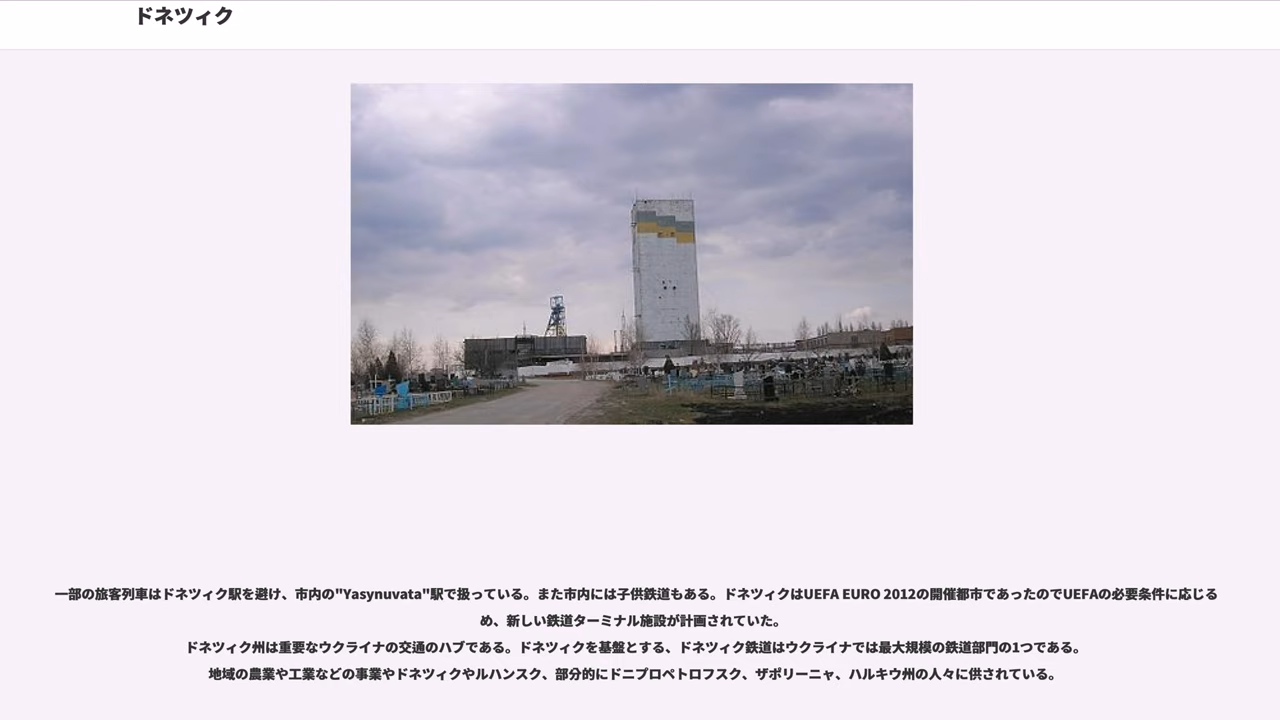 ドネツィク
一部の旅客列車はドネツィク駅を避け、市内の"Yasynuvata"駅で扱っている。また市内には子供鉄道もある。ドネツィクはUEFA EURO 2012の開催都市であったのでUEFAの必要条件に応じる
め、新しい鉄道ターミナル施設が計画されていた。
ドネツィク州は重要なウクライナの交通のハブである。ドネツィクを基盤とする、ドネツィク鉄道はウクライナでは最大規模の鉄道部門の1つである。
地域の農業や工業などの事業やドネツィクやルハンスク、部分的にドニプロペトロフスク、ザポリーニャ、ハルキウ州の人々に供されている。